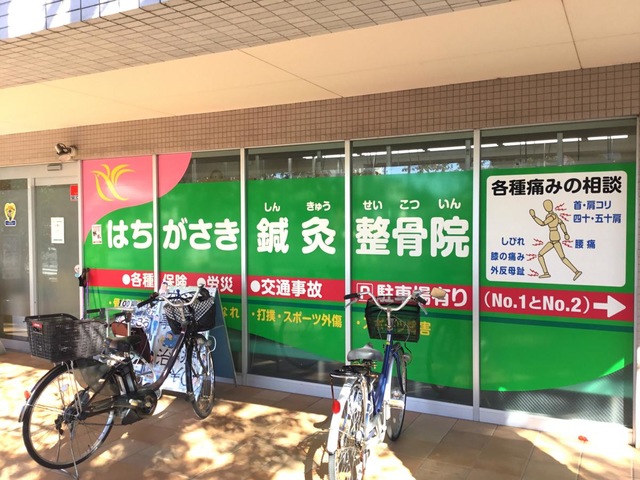 しん きゅう せい こつ いん
はちがさき 鍼灸 整骨院
●各種保険 ●労災 ●交通事故 P 駐車場有り (No.1とNo.2)
・打撲・スポーツ外傷
各種痛みの相談
首・肩コリ
四十・五十肩
しびれ
腰痛
膝の痛み
外反母趾